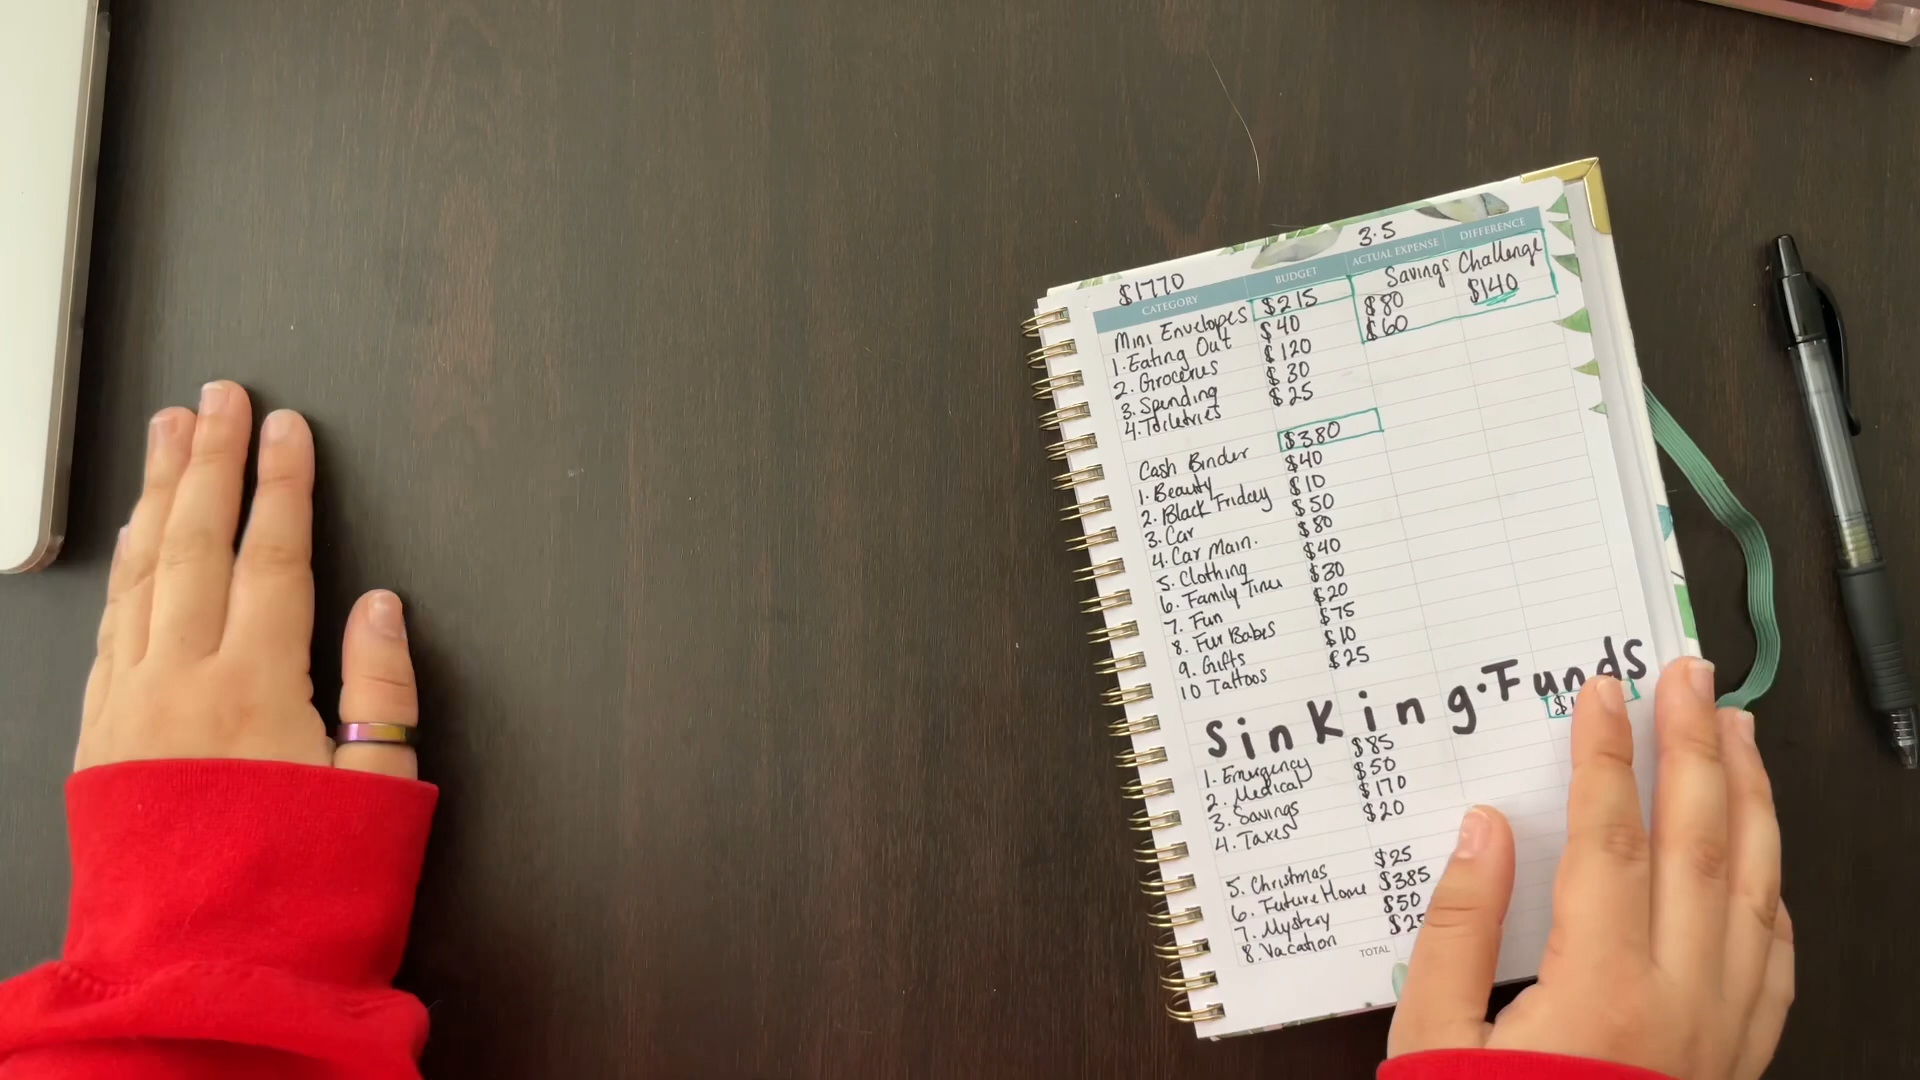 3.5
$1770
CATEGORY BUDGET ACTUAL EXPENSE DIFFERENCE
Mini Envelopes $215 Savings Challenge
1. Eating Out $40 $80 $140
2. Groceries $120 $60
3. Spending $30
4. Toiletries $25
Cash Binder $380
1. Beauty $40
2. Black Friday $10
3. Car $50
4. Car Main. $80
5. Clothing $40
6. Family Time $30
7. Fun $20
8. Fur Babes $75
9. Gifts $10
10 Tattoos $25
Sinking Funds
1. Emergency $85
2. Medical $50
3. Savings $170
4. Taxes $20
5. Christmas $25
6. Future Home $385
7. Mystery $50
8. Vacation $25
TOTAL